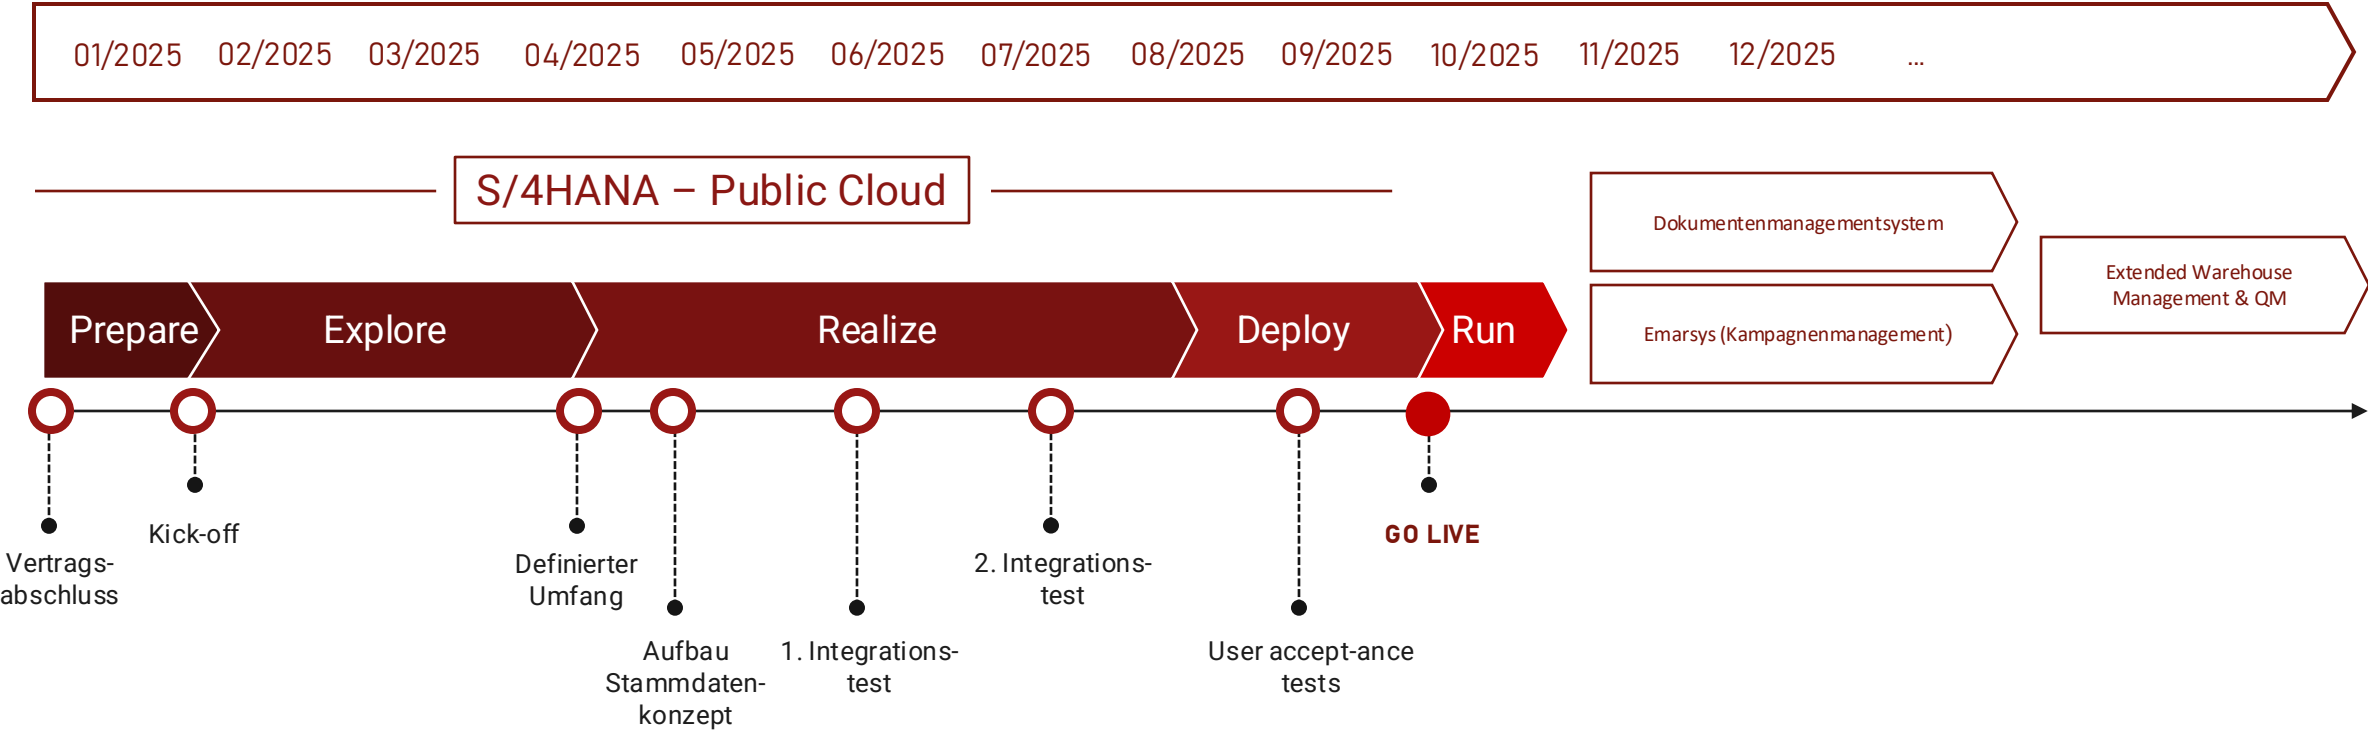 01/2025 02/2025 03/2025 04/2025 05/2025 06/2025 07/2025 08/2025 09/2025 10/2025 11/2025 12/2025 ...
S/4HANA – Public Cloud
Dokumentenmanagementsystem
Extended Warehouse
Management & QM
Emarsys (Kampagnenmanagement)
Prepare
Explore
Realize
Deploy
Run
Vertrags-
abschluss
Kick-off
Definierter
Umfang
Aufbau
Stammdaten-
konzept
1. Integrations-
test
2. Integrations-
test
User accept-ance
tests
GO LIVE